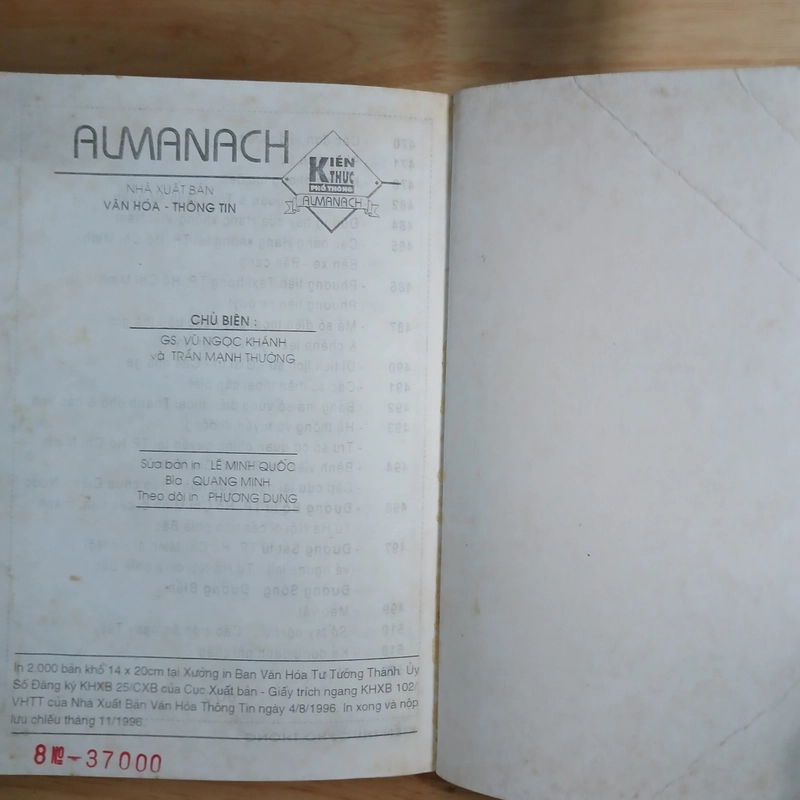 ALMANACH
KIẾN
THỨC
PHỔ THÔNG
ALMANACH
NHÀ XUẤT BẢN
VĂN HÓA - THÔNG TIN
CHỦ BIÊN :
GS. VŨ NGỌC KHÁNH
và TRẦN MẠNH THƯỜNG
Sửa bản in : LÊ MINH QUỐC
Bìa : QUANG MINH
Theo dõi in : PHƯƠNG DUNG
In 2.000 bản khổ 14 x 20cm tại Xưởng in Ban Văn Hóa Tư Tưởng Thành Ủy
Số Đăng ký KHXB 25/CXB của Cục Xuất bản - Giấy trích ngang KHXB 102/
VHTT của Nhà Xuất Bản Văn Hóa Thông Tin ngày 4/8/1996. In xong và nộp
lưu chiểu tháng 11/1996
8 № - 37000